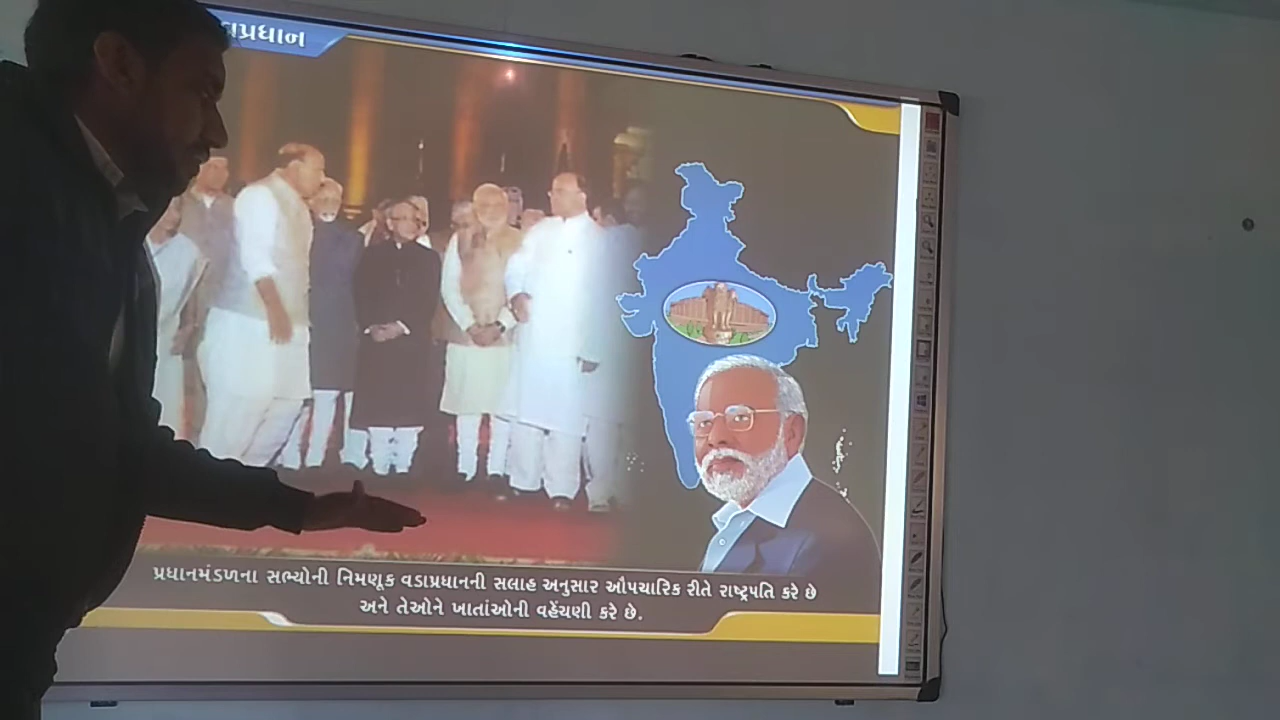 પ્રધાન
પ્રધાનમંડળના સભ્યોની નિમણૂક વડાપ્રધાનની સલાહ અનુસાર ઔપચારિક રીતે રાષ્ટ્રપતિ કરે છે
અને તેઓને ખાતાંઓની વહેંચણી કરે છે.